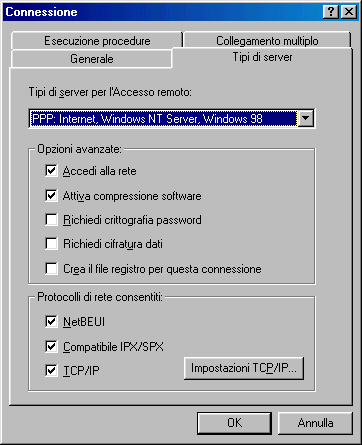 Connessione
Esecuzione procedure
Collegamento multiplo
Generale
Tipi di server
Tipi di server per l'Accesso remoto:
PPP: Internet, Windows NT Server, Windows 98
Opzioni avanzate:
Accedi alla rete
Attiva compressione software
Richiedi crittografia password
Richiedi cifratura dati
Crea il file registro per questa connessione
Protocolli di rete consentiti:
NetBEUI
Compatibile IPX/SPX
TCP/IP
Impostazioni TCP/IP...
OK
Annulla